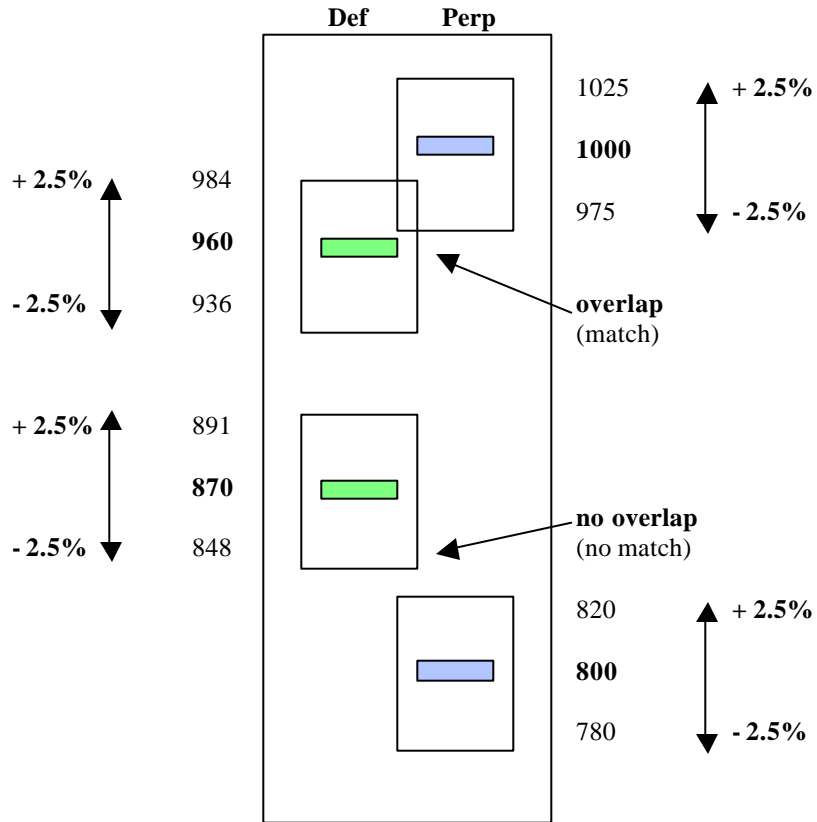 Def Perp
1025 + 2.5%
1000
+ 2.5% 984
975 - 2.5%
960
- 2.5% 936
overlap
(match)
+ 2.5% 891
870
no overlap
- 2.5% 848
(no match)
820 + 2.5%
800
780 - 2.5%